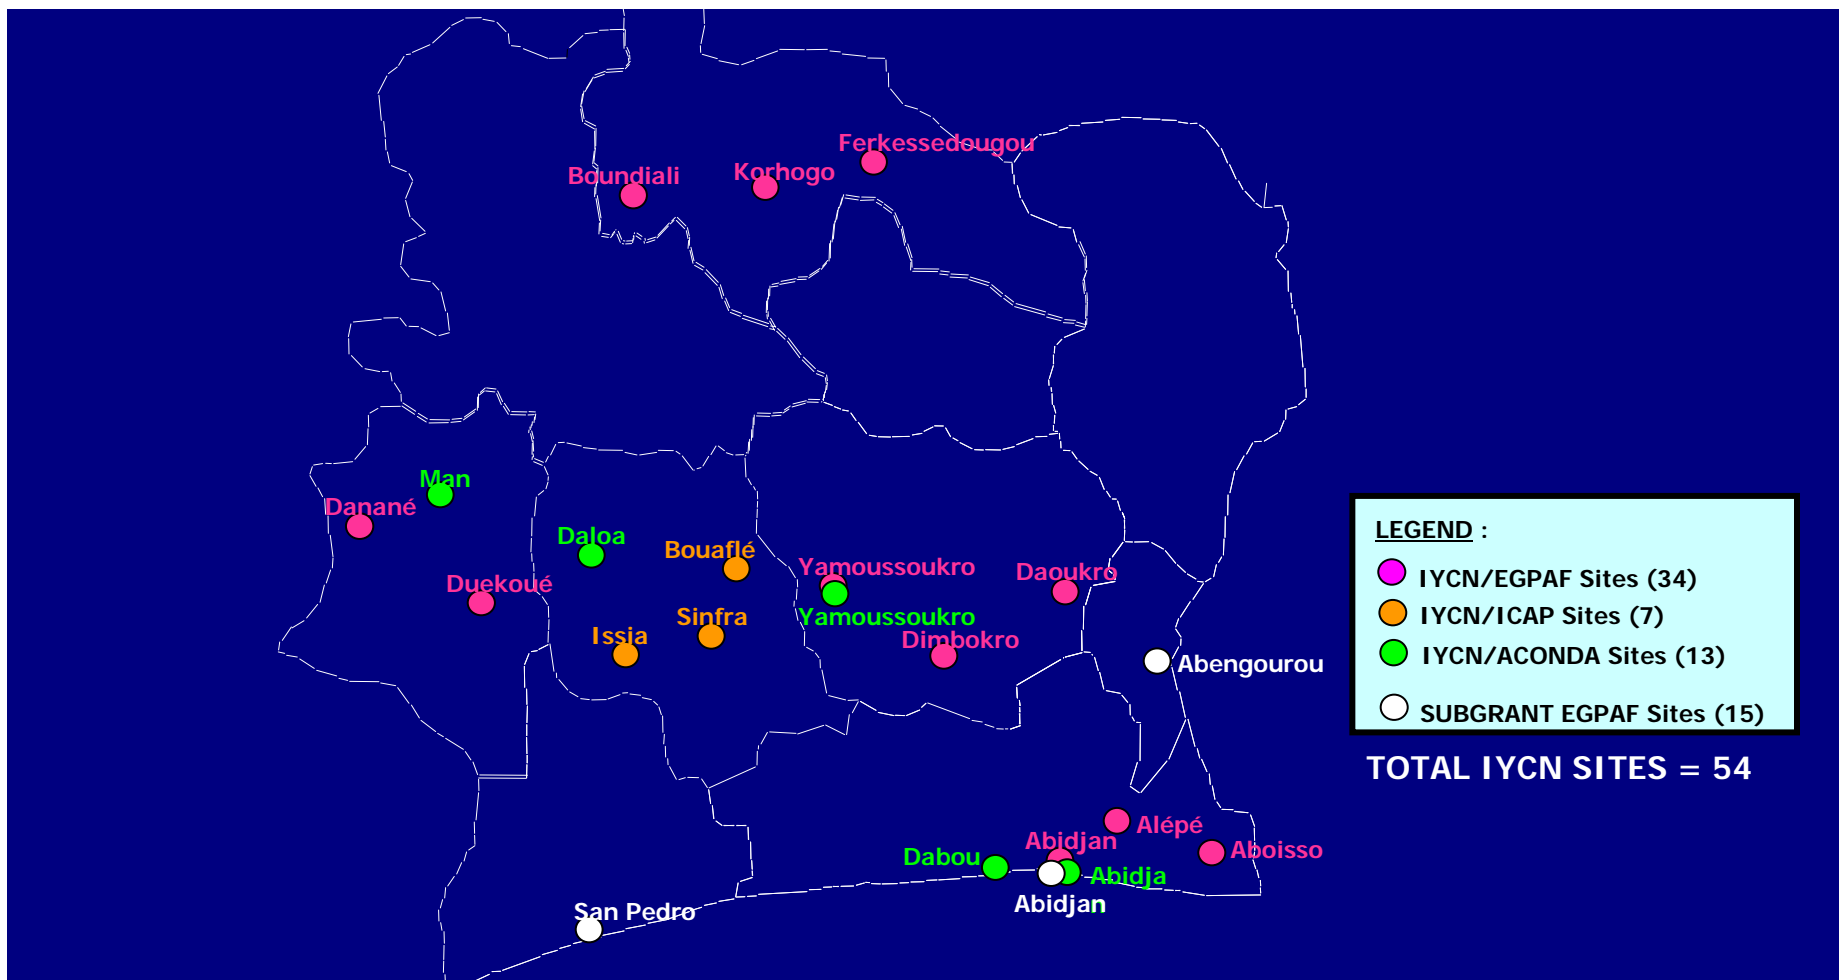 Ferkessedougou
Boundiali
Korhogo
Man
Danané
Daloa
Bouaflé
Duekoué
Yamoussoukro
Daoukro
Sinfra
Yamoussoukro
Issia
Dimbokro
Abengourou
LEGEND :
IYCN/EGPAF Sites (34)
IYCN/ICAP Sites (7)
IYCN/ACONDA Sites (13)
SUBGRANT EGPAF Sites (15)
TOTAL IYCN SITES = 54
Alépé
Abidjan
Aboisso
Dabou
Abidja
n
Abidjan
San Pedro